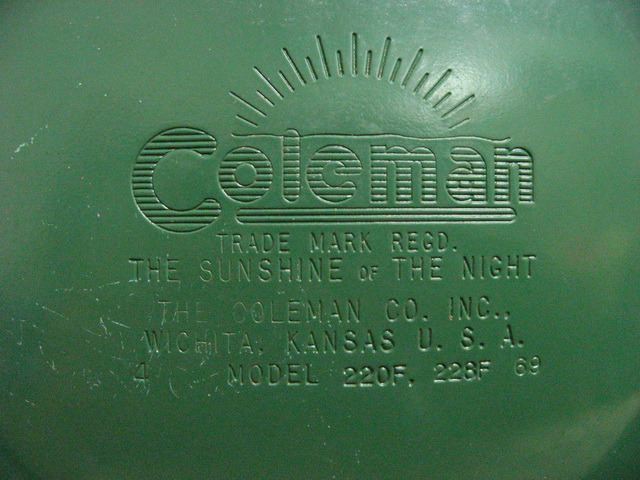 Coleman
TRADE MARK REGD.
THE SUNSHINE OF THE NIGHT
THE COLEMAN CO. INC.,
WICHITA, KANSAS U. S. A.
4 MODEL 220F, 228F 69